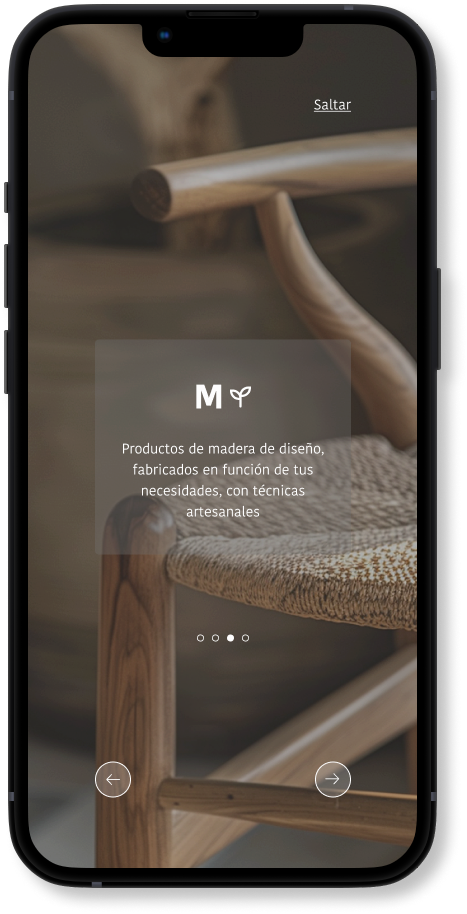 Saltar
M
Productos de madera de diseño,
fabricados en función de tus
necesidades, con técnicas
artesanales